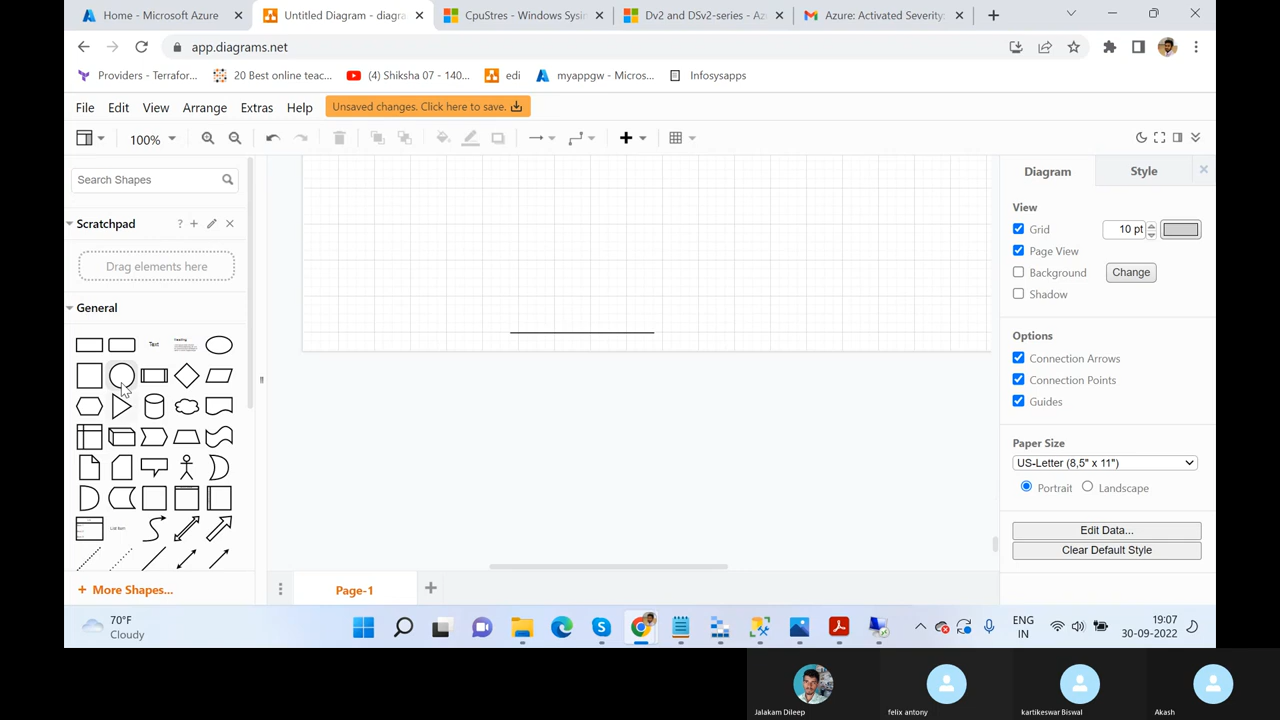 Home - Microsoft Azure
Untitled Diagram - diagra
CpuStres - Windows Sysin
Dv2 and DSv2-series - Az
Azure: Activated Severity
app.diagrams.net
Providers - Terrafor...
20 Best online teac...
(4) Shiksha 07 - 140...
edi
myappgw - Micros...
Infosysapps
File Edit View Arrange Extras Help
Unsaved changes. Click here to save.
100%
Search Shapes
Scratchpad
Drag elements here
General
Text
Heading
List Item
+ More Shapes...
Page-1
Diagram
Style
View
Grid
10 pt
Page View
Background
Change
Shadow
Options
Connection Arrows
Connection Points
Guides
Paper Size
US-Letter (8,5" x 11")
Portrait
Landscape
Edit Data...
Clear Default Style
70°F
Cloudy
ENG
IN
19:07
30-09-2022
Jalakam Dileep
felix antony
kartikeswar Biswal
Akash